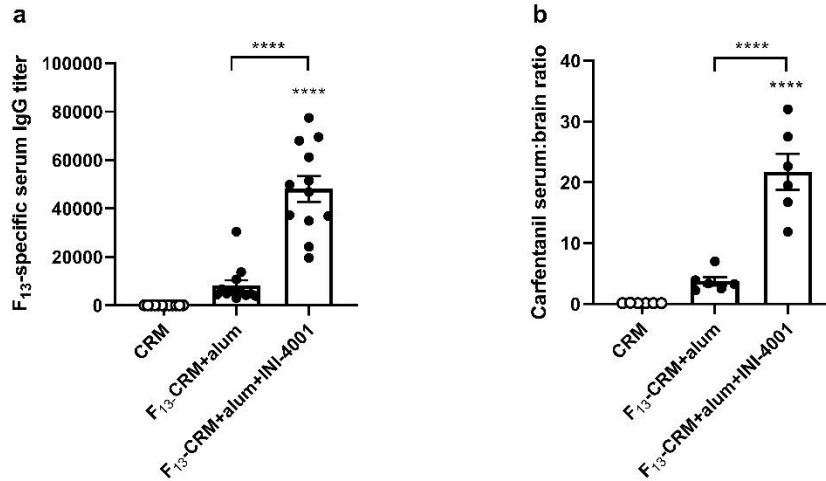 a
F₁₃-specific serum IgG titer
100000
80000
60000
40000
20000
0
****
****
CRM
F₁₃-CRM+alum
F₁₃-CRM+alum+INI-4001
b
Carfentanil serum:brain ratio
40
30
20
10
0
****
****
CRM
F₁₃-CRM+alum
F₁₃-CRM+alum+INI-4001